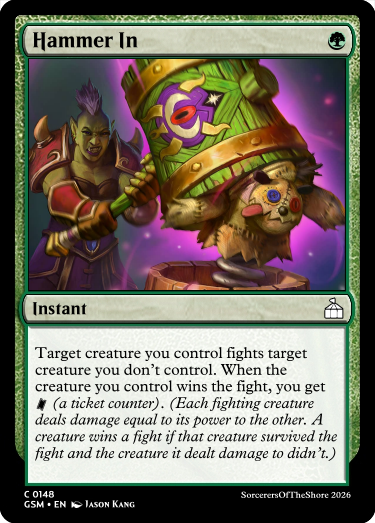 Hammer In
Instant
Target creature you control fights target
creature you don't control. When the
creature you control wins the fight, you get
(a ticket counter). (Each fighting creature
deals damage equal to its power to the other. A
creature wins a fight if that creature survived the
fight and the creature it dealt damage to didn't.)
C 0148
GSM • EN Jason Kang
SorcerersOfTheShore 2026